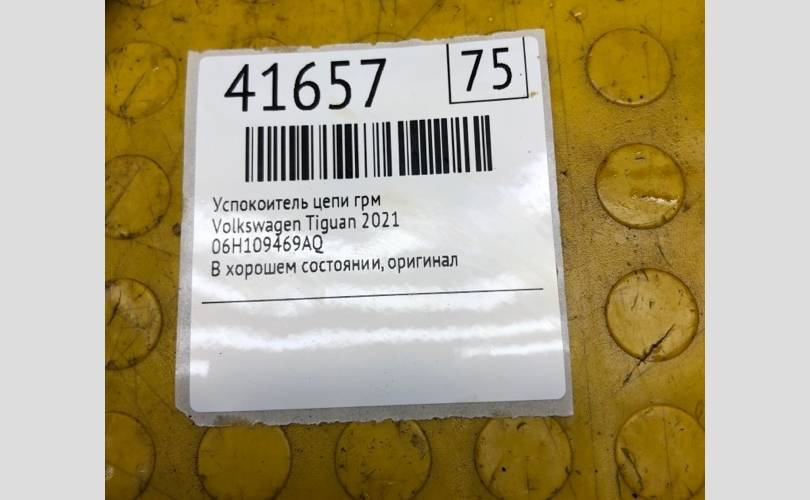 41657 75
Успокоитель цепи грм
Volkswagen Tiguan 2021
06H109469AQ
В хорошем состоянии, оригинал